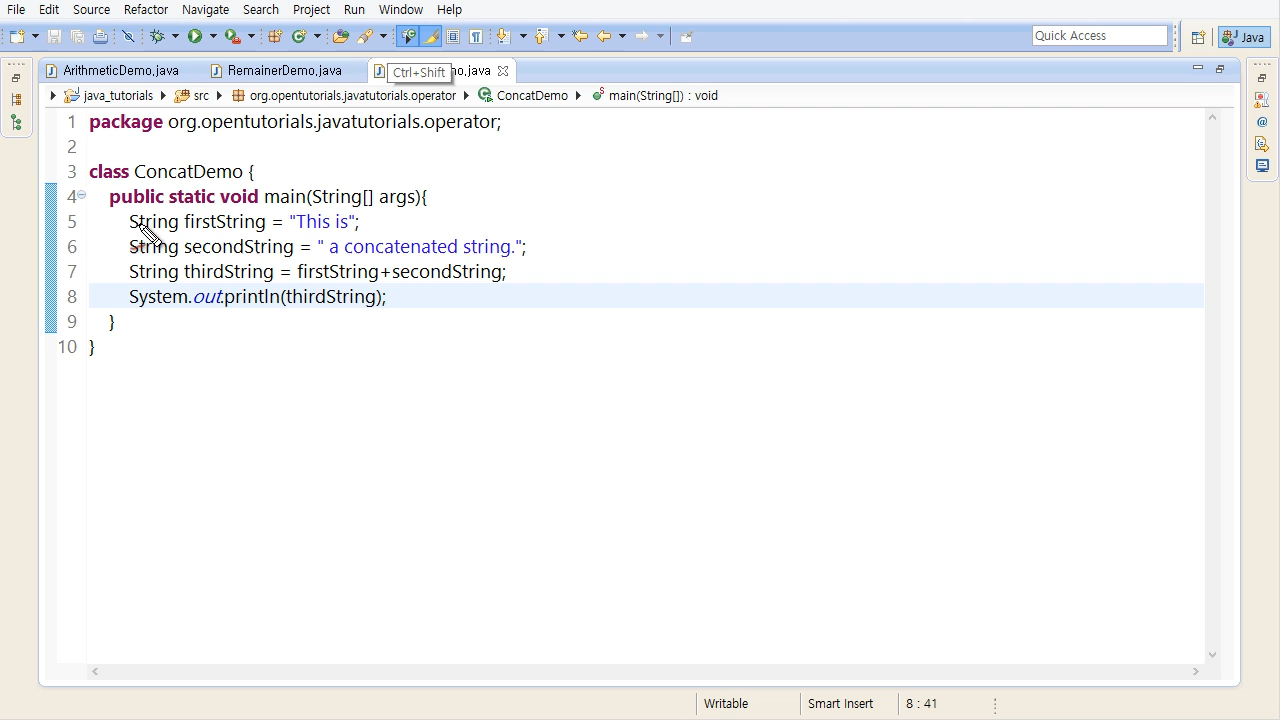 File Edit Source Refactor Navigate Search Project Run Window Help
Quick Access
Java
ArithmeticDemo.java RemainerDemo.java no.java
Ctrl+Shift
java_tutorials src org.opentutorials.javatutorials.operator ConcatDemo main(String[]) : void
1 package org.opentutorials.javatutorials.operator;
2
3 class ConcatDemo {
4 public static void main(String[] args){
5 String firstString = "This is";
6 String secondString = " a concatenated string.";
7 String thirdString = firstString+secondString;
8 System.out.println(thirdString);
9 }
10 }
Writable Smart Insert 8 : 41